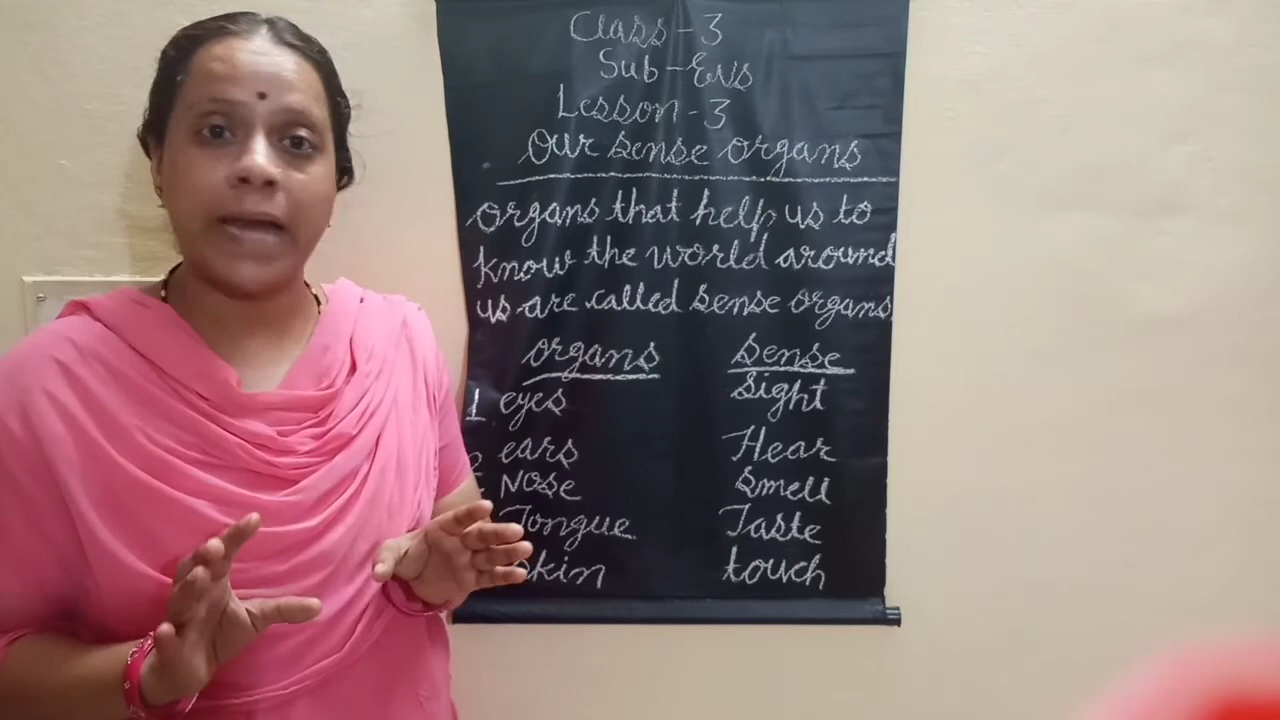 Class - 3
Sub - EVS
Lesson - 3
Our sense organs
organs that help us to
know the world around
us are called sense organs.
organs sense
1 eyes Sight
2 ears Hear
Nose Smell
Tongue Taste
skin touch